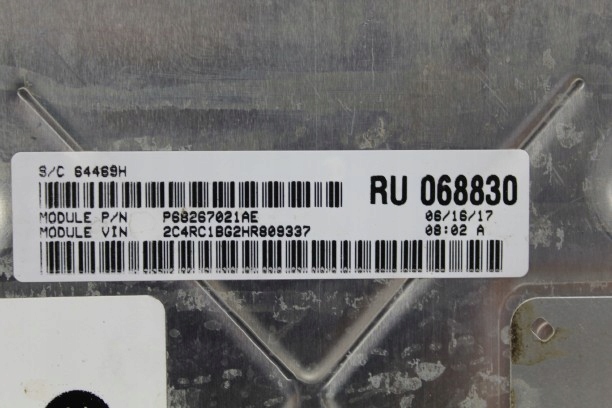 S/C 64469H
RU 068830
MODULE P/N P68267021AE 06/16/17
MODULE VIN 2C4RC1BG2HR809337 08:02 A